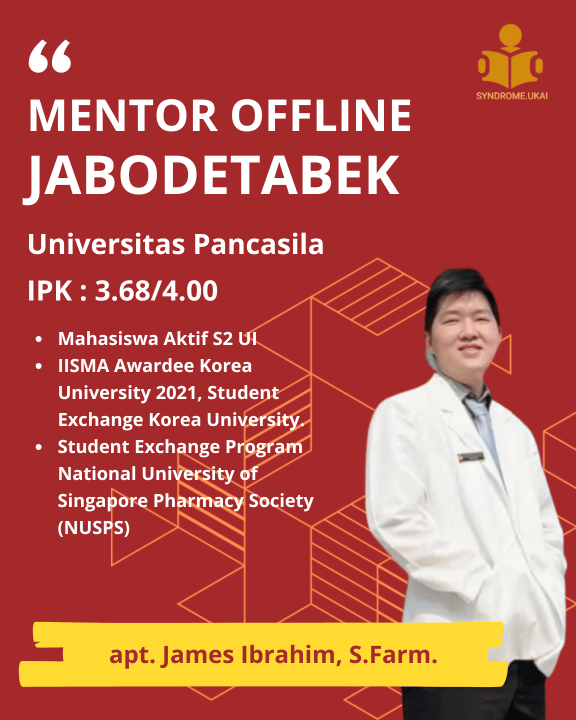 “
SYNDROME.UKAI
MENTOR OFFLINE
JABODETABEK
Universitas Pancasila
IPK : 3.68/4.00
• Mahasiswa Aktif S2 UI
• IISMA Awardee Korea
University 2021, Student
Exchange Korea University.
• Student Exchange Program
National University of
Singapore Pharmacy Society
(NUSPS)
apt. James Ibrahim, S.Farm.